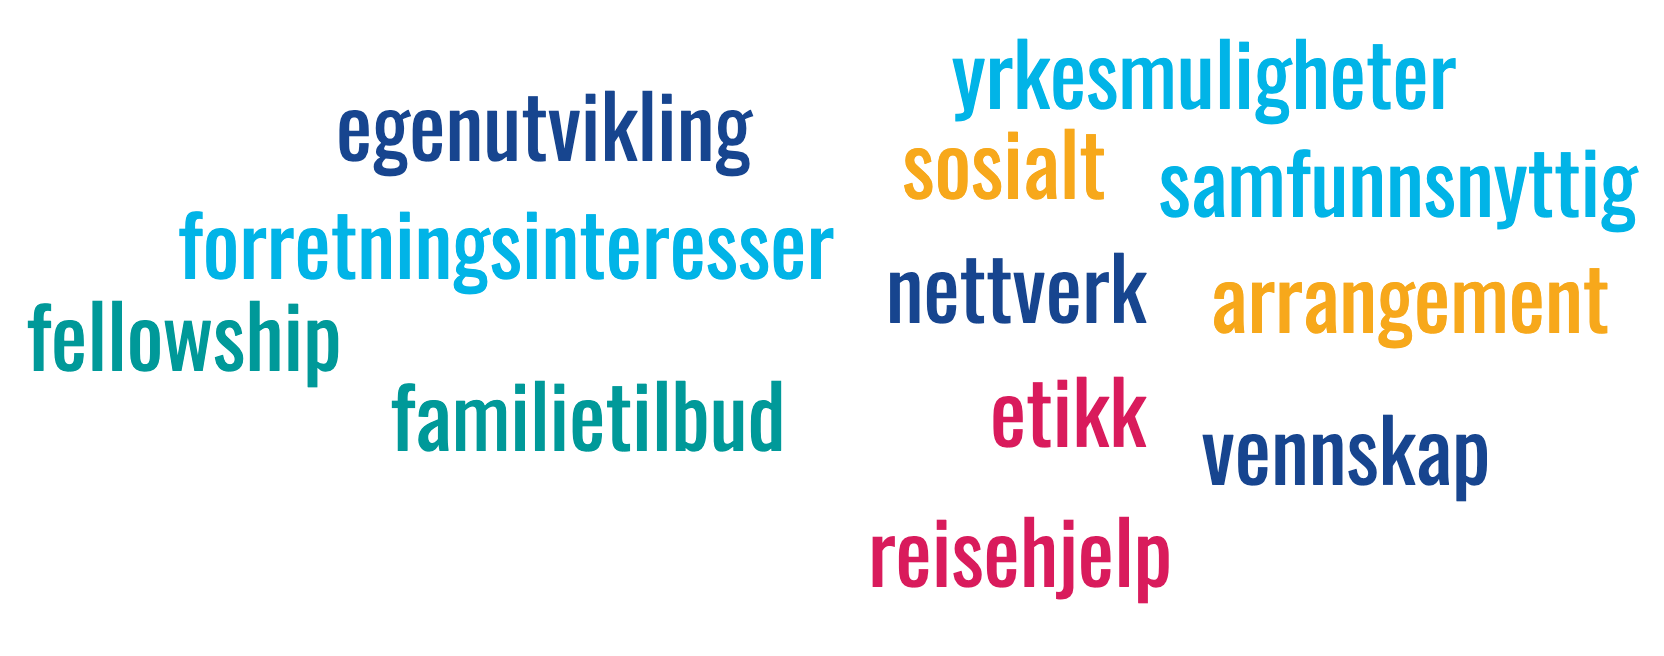 yrkesmuligheter
egenutvikling
sosialt
samfunnsnyttig
forretningsinteresser
nettverk
arrangement
fellowship
familietilbud
etikk
vennskap
reisehjelp